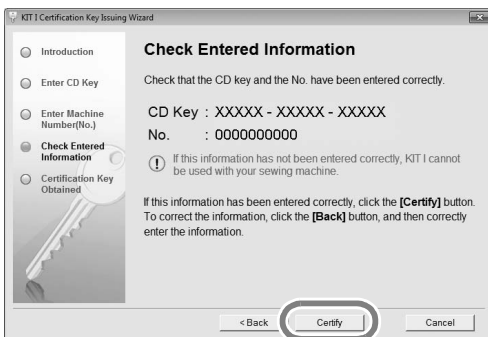 KIT I Certification Key Issuing Wizard
Introduction
Enter CD Key
Enter Machine
Number(No.)
Check Entered
Information
Certification Key
Obtained
Check Entered Information
Check that the CD key and the No. have been entered correctly.
CD Key : XXXXX - XXXXX - XXXXX
No. : 0000000000
If this information has not been entered correctly, KIT I cannot
be used with your sewing machine.
If this information has been entered correctly, click the [Certify] button.
To correct the information, click the [Back] button, and then correctly
enter the information.
< Back Certify Cancel